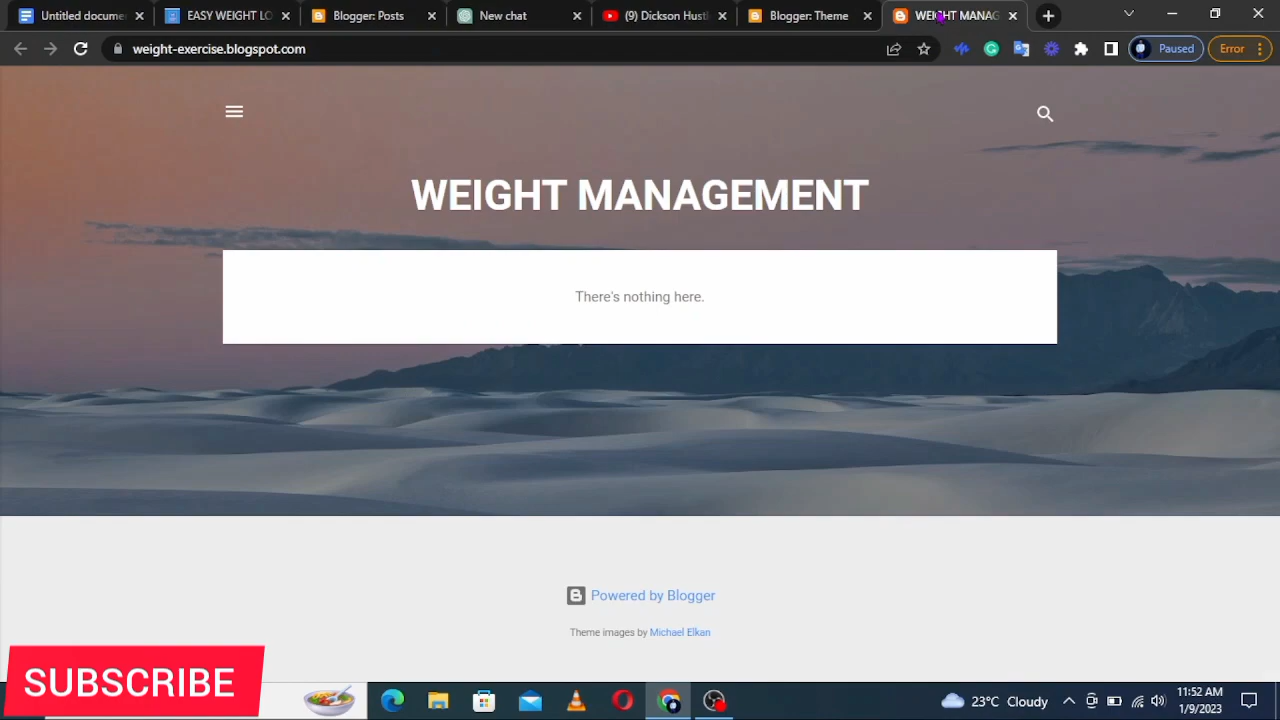 Untitled docume
EASY WEIGHT LO
Blogger: Posts
New chat
(9) Dickson Hust
Blogger: Theme
WEIGHT MANAG
weight-exercise.blogspot.com
Paused
Error
WEIGHT MANAGEMENT
There's nothing here.
Powered by Blogger
Theme images by Michael Elkan
SUBSCRIBE
23°C Cloudy
11:52 AM
1/9/2023